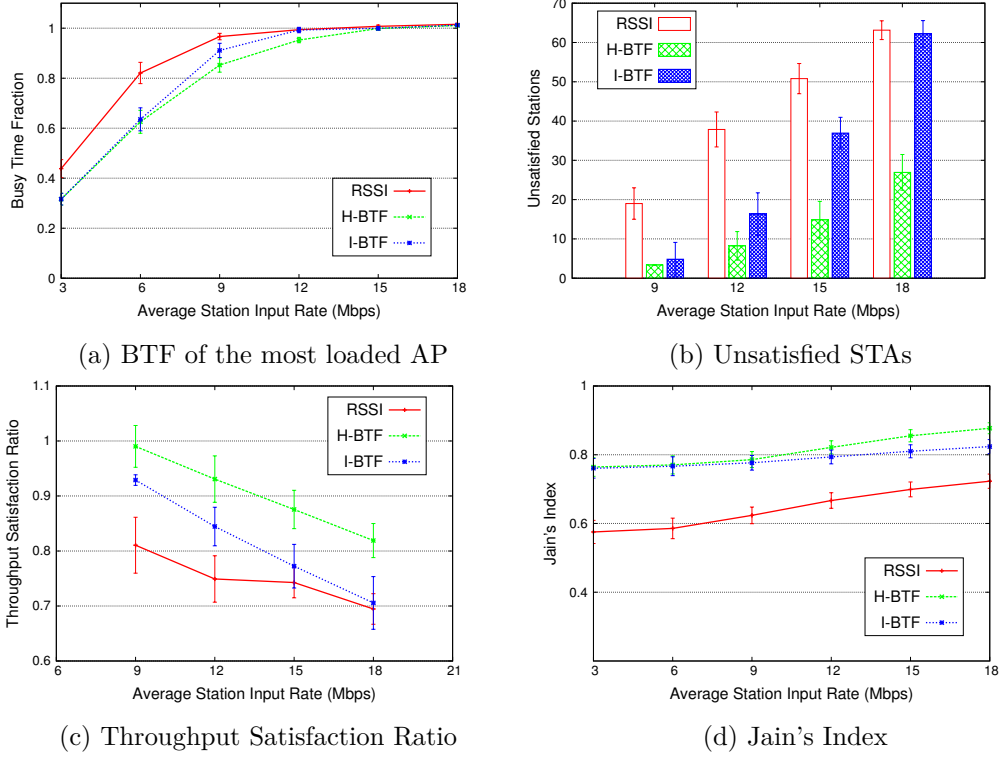 Busy Time Fraction
1
0.8
0.6
0.4
0.2
0
3
6
9
12
15
18
Average Station Input Rate (Mbps)
RSSI
H-BTF
I-BTF
(a) BTF of the most loaded AP
Unsatisfied Stations
70
60
50
40
30
20
10
0
9
12
15
18
Average Station Input Rate (Mbps)
RSSI
H-BTF
I-BTF
(b) Unsatisfied STAs
Throughput Satisfaction Ratio
1.1
1
0.9
0.8
0.7
0.6
6
9
12
15
18
21
Average Station Input Rate (Mbps)
RSSI
H-BTF
I-BTF
(c) Throughput Satisfaction Ratio
Jain's Index
1
0.8
0.6
0.4
3
6
9
12
15
18
Average Station Input Rate (Mbps)
RSSI
H-BTF
I-BTF
(d) Jain's Index